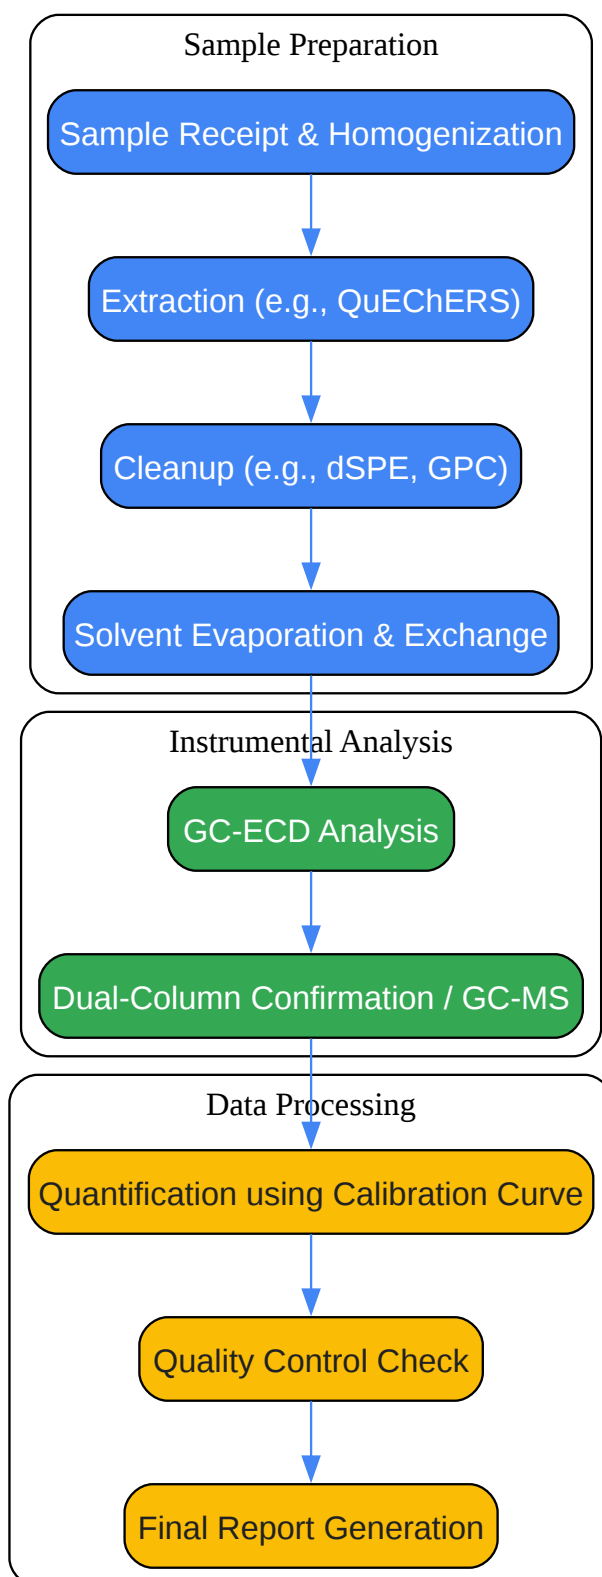 Sample Preparation
Sample Receipt & Homogenization
Extraction (e.g., QuEChERS)
Cleanup (e.g., dSPE, GPC)
Solvent Evaporation & Exchange
Instrumental Analysis
GC-ECD Analysis
Dual-Column Confirmation / GC-MS
Data Processing
Quantification using Calibration Curve
Quality Control Check
Final Report Generation